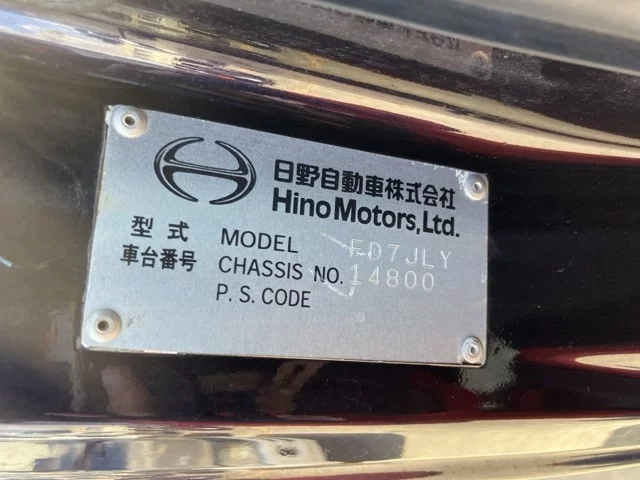 日野自動車株式会社
Hino Motors, Ltd.
型式 MODEL FD7JLY
車台番号 CHASSIS NO. 14800
P. S. CODE